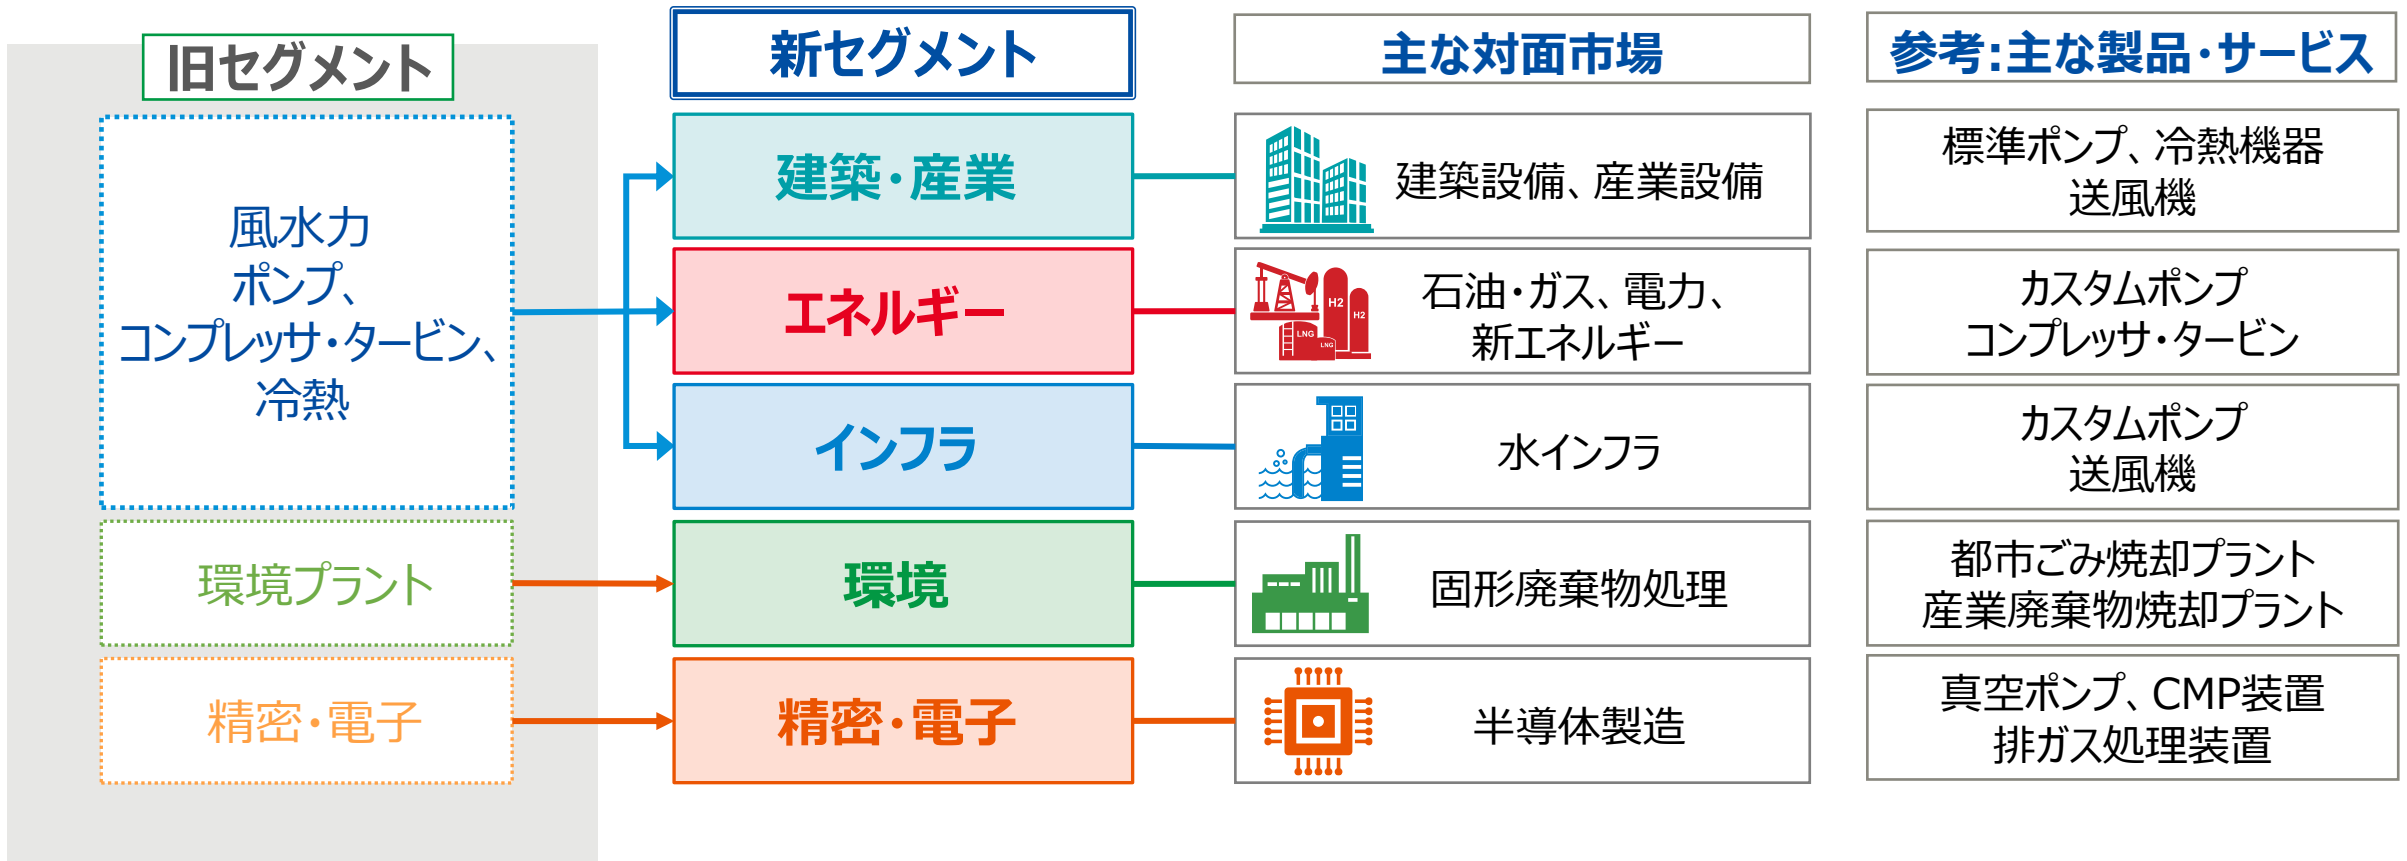 旧セグメント
新セグメント
主な対面市場
参考:主な製品・サービス
風水力
ポンプ、
コンプレッサ・タービン、
冷熱
建築・産業
建築設備、産業設備
標準ポンプ、冷熱機器
送風機
エネルギー
H2
H2
LNG
LNG
石油・ガス、電力、
新エネルギー
カスタムポンプ
コンプレッサ・タービン
インフラ
水インフラ
カスタムポンプ
送風機
環境プラント
環境
固形廃棄物処理
都市ごみ焼却プラント
産業廃棄物焼却プラント
精密・電子
精密・電子
半導体製造
真空ポンプ、CMP装置
排ガス処理装置